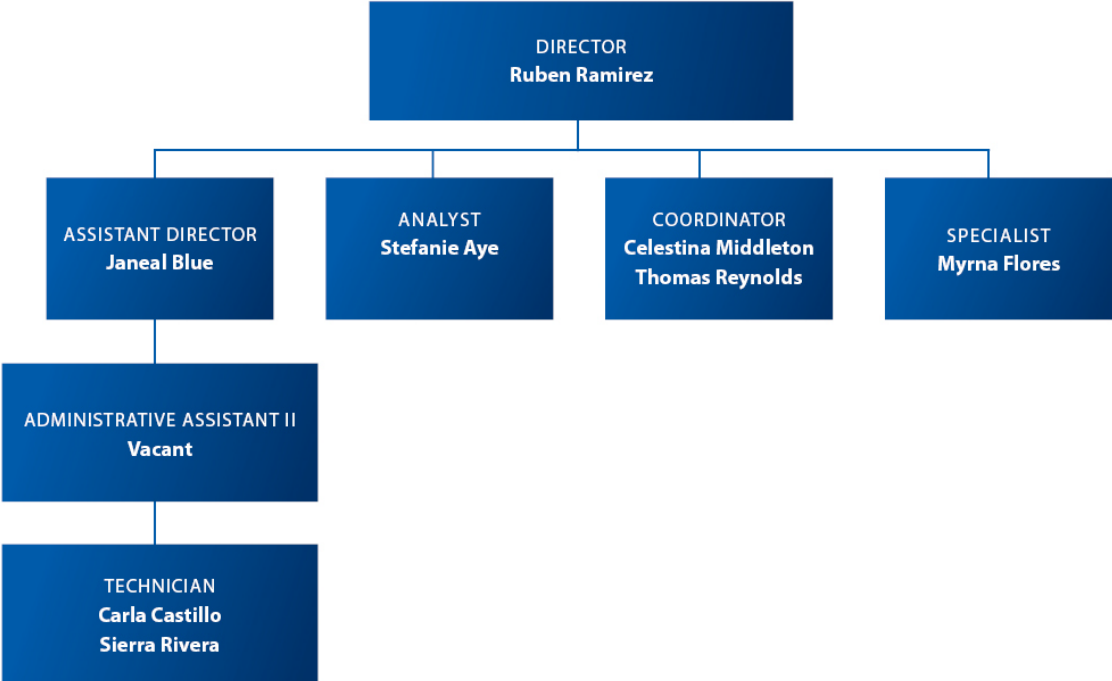 DIRECTOR
Ruben Ramirez
ASSISTANT DIRECTOR
Janeal Blue
ANALYST
Stefanie Aye
COORDINATOR
Celestina Middleton
Thomas Reynolds
SPECIALIST
Myrna Flores
ADMINISTRATIVE ASSISTANT II
Vacant
TECHNICIAN
Carla Castillo
Sierra Rivera